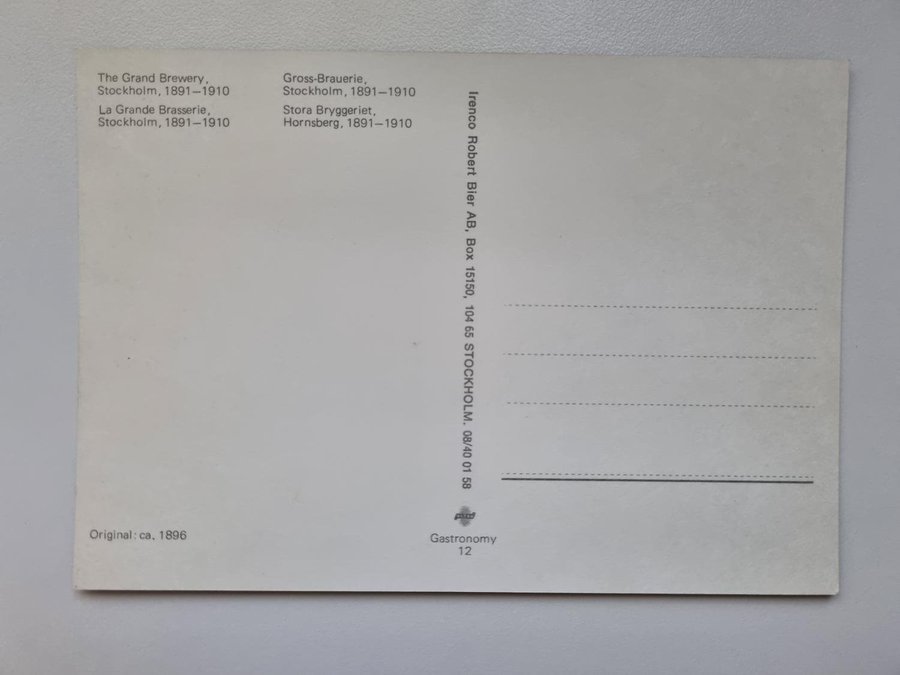 The Grand Brewery,
Stockholm, 1891—1910
La Grande Brasserie,
Stockholm, 1891—1910
Gross-Brauerie,
Stockholm, 1891—1910
Stora Bryggeriet,
Hornsberg, 1891—1910
Irenco Robert Bier AB, Box 15150, 104 65 STOCKHOLM. 08/40 01 58
Original: ca. 1896
Gastronomy
12